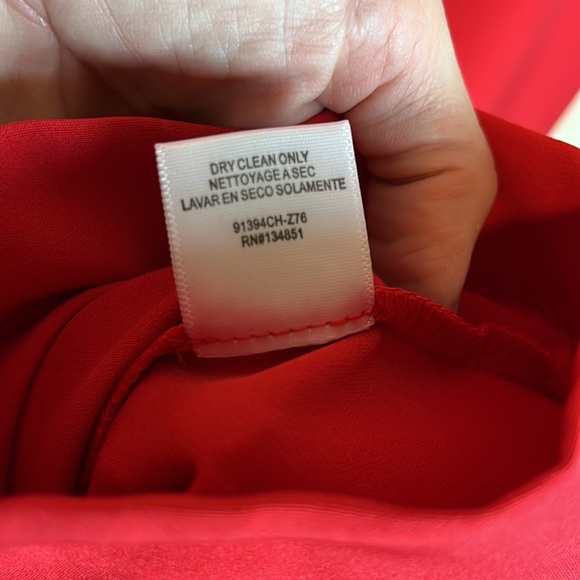 DRY CLEAN ONLY
NETTOYAGE A SEC
LAVAR EN SECO SOLAMENTE
91394CH-Z76
RN#134851